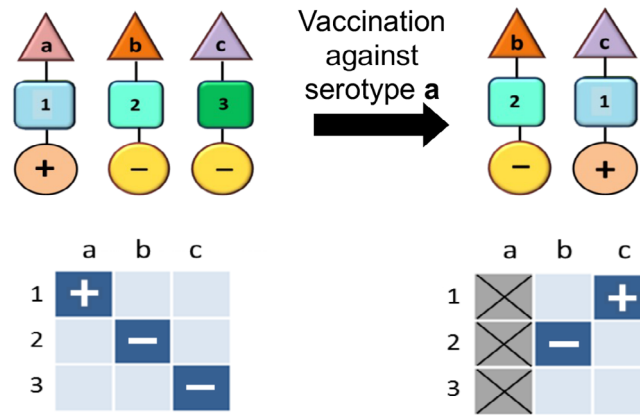 a b c
Vaccination
against
serotype a
b c
1 2 3
2 1
+ − −
− +
a b c
1 +
2 −
3 −
a b c
1 +
2 −
3